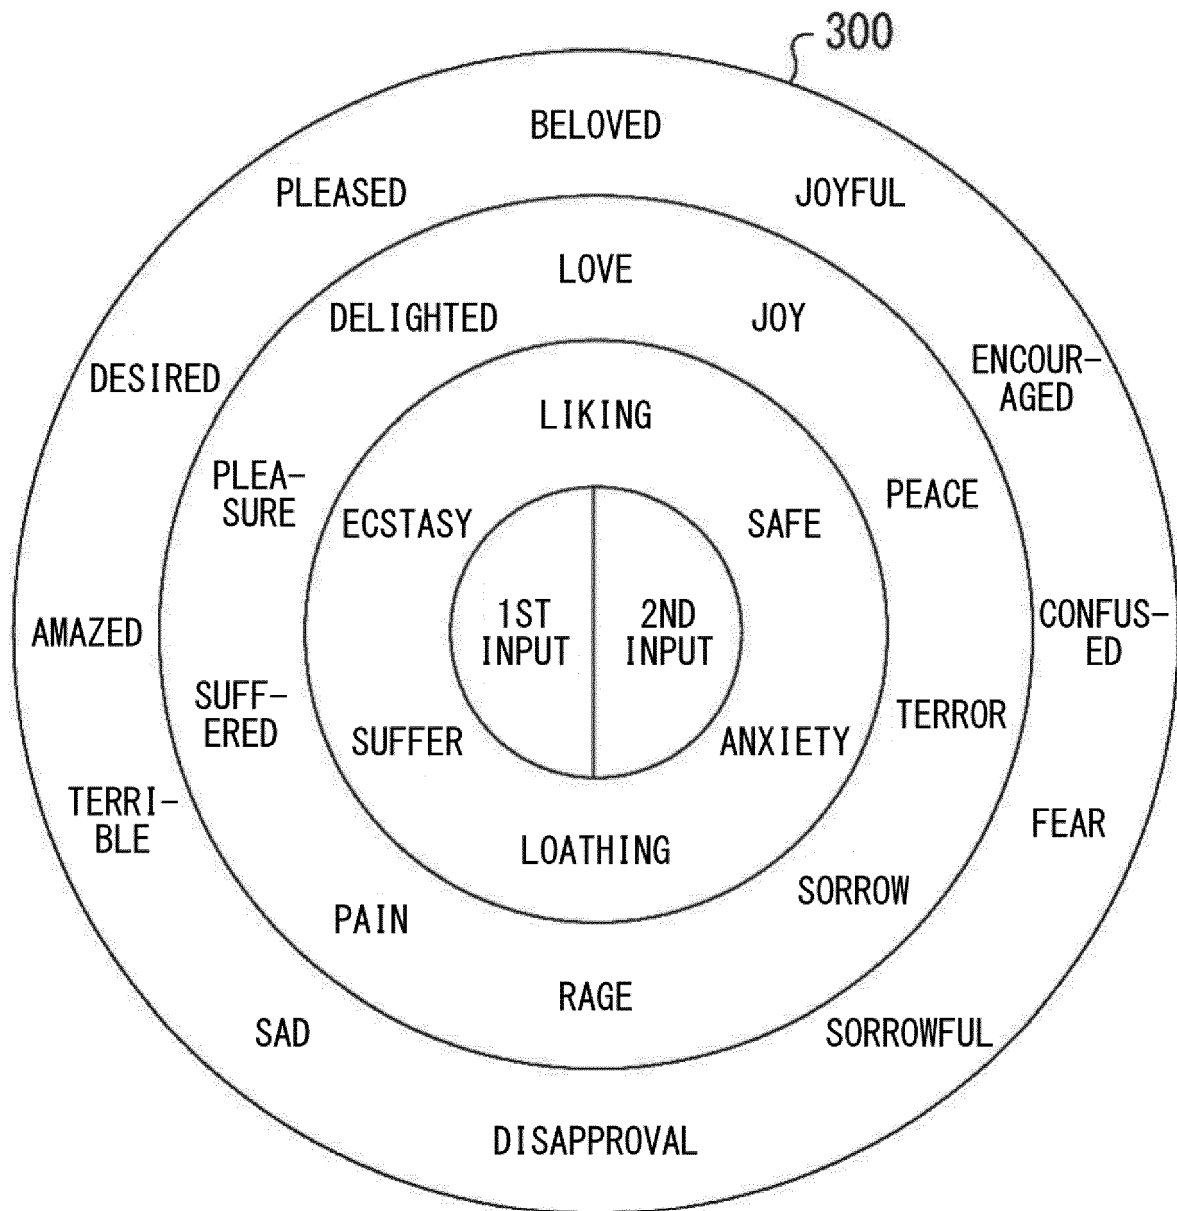 300
BELOVED
PLEASED
JOYFUL
LOVE
DELIGHTED
JOY
DESIRED
ENCOUR-
AGED
LIKING
PLEA-
SURE
PEACE
ECSTASY
SAFE
AMAZED
1ST
INPUT
2ND
INPUT
CONFUS-
ED
SUFF-
ERED
TERROR
SUFFER
ANXIETY
TERRI-
BLE
FEAR
LOATHING
SORROW
PAIN
RAGE
SAD
SORROWFUL
DISAPPROVAL